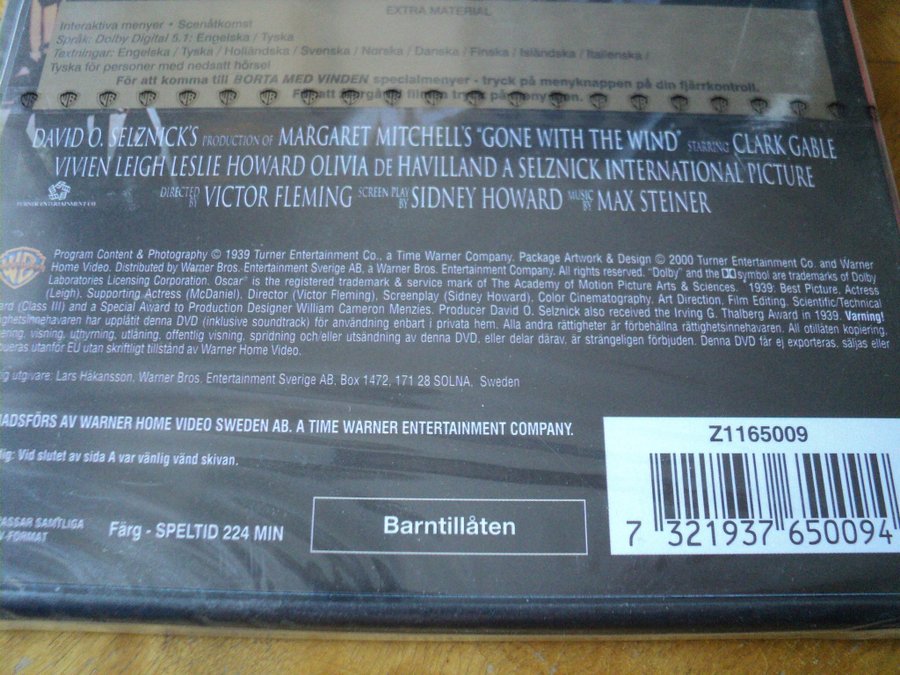 EXTRA MATERIAL
Interaktiva menyer • Scenåtkomst
Språk: Dolby Digital 5.1: Engelska / Tyska
Textningar: Engelska / Tyska / Holländska / Svenska / Norska / Danska / Finska / Isländska / Italienska /
Tyska för personer med nedsatt hörsel
För att komma till BORTA MED VINDEN specialmenyer • tryck på menyknappen på din fjärrkontroll.
DAVID O. SELZNICK'S PRODUCTION OF MARGARET MITCHELL'S "GONE WITH THE WIND" STARRING CLARK GABLE
VIVIEN LEIGH LESLIE HOWARD OLIVIA DE HAVILLAND A SELZNICK INTERNATIONAL PICTURE
TURNER ENTERTAINMENT CO DIRECTED BY VICTOR FLEMING SCREEN PLAY BY SIDNEY HOWARD MUSIC BY MAX STEINER
WB Program Content & Photography © 1939 Turner Entertainment Co., a Time Warner Company. Package Artwork & Design © 2000 Turner Entertainment Co. and Warner
Home Video. Distributed by Warner Bros. Entertainment Sverige AB, a Warner Bros. Entertainment Company. All rights reserved. "Dolby" and the symbol are trademarks of Dolby
Laboratories Licensing Corporation. Oscar® is the registered trademark & service mark of The Academy of Motion Picture Arts & Sciences. *1939: Best Picture, Actress
(Leigh), Supporting Actress (McDaniel), Director (Victor Fleming), Screenplay (Sidney Howard), Color Cinematography, Art Direction, Film Editing, Scientific/Technical
(Class III) and a Special Award to Production Designer William Cameron Menzies. Producer David O. Selznick also received the Irving G. Thalberg Award in 1939. Varning!
ghetsinnehavaren har upplåtit denna DVD (inklusive soundtrack) för användning enbart i privata hem. Alla andra rättigheter är förbehållna rättighetsinnehavaren. All otillåten kopiering,
ering, visning, uthyrning, utlåning, offentlig visning, spridning och/eller utsändning av denna DVD, eller delar därav, är strängeligen förbjuden. Denna DVD får ej exporteras, säljas eller
bueras utanför EU utan skriftligt tillstånd av Warner Home Video.
ig utgivare: Lars Håkansson, Warner Bros. Entertainment Sverige AB, Box 1472, 171 28 SOLNA, Sweden
NADSFÖRS AV WARNER HOME VIDEO SWEDEN AB. A TIME WARNER ENTERTAINMENT COMPANY.
lig: Vid slutet av sida A var vänlig vänd skivan.
Z1165009
7 321937 650094
PASSAR SAMTLIGA
V-FORMAT
Färg - SPELTID 224 MIN
Barntillåten